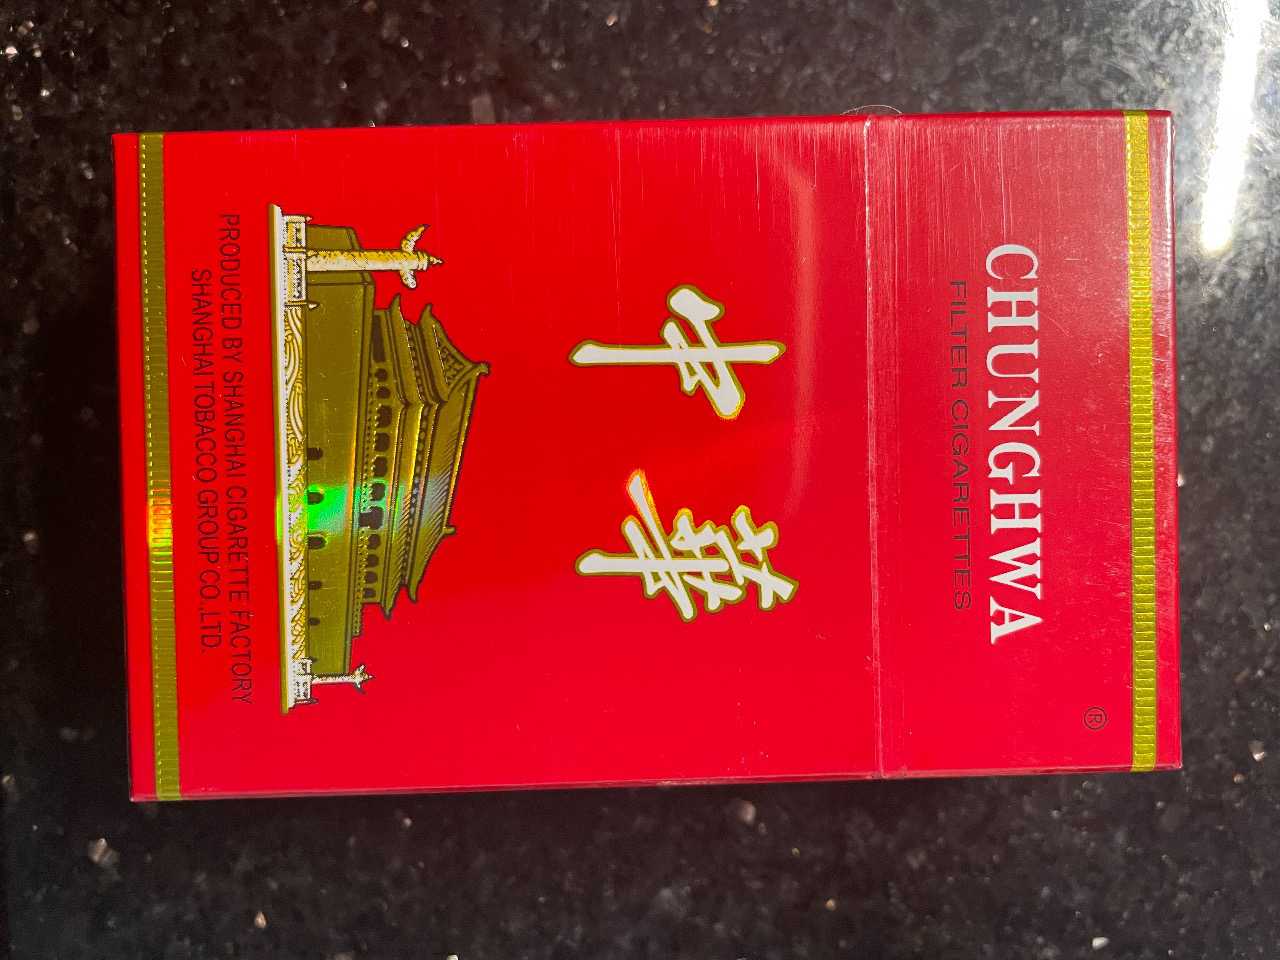 ®
CHUNGHWA
FILTER CIGARETTES
中華
PRODUCED BY SHANGHAI CIGARETTE FACTORY
SHANGHAI TOBACCO GROUP CO.,LTD.